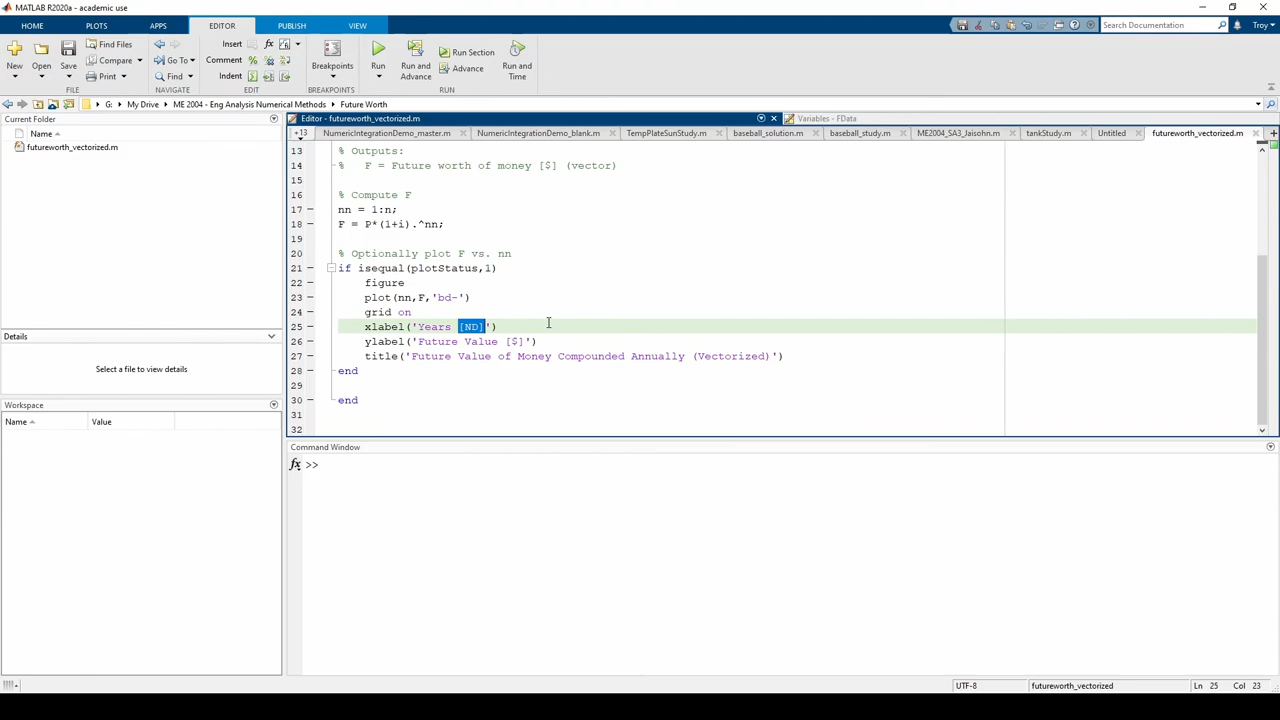 MATLAB R2020a - academic use
HOME PLOTS APPS EDITOR PUBLISH VIEW Search Documentation Troy
New Open Save Find Files Compare Print
Go To Find
Insert fx Comment % Indent
Breakpoints Run Run and Advance Run Section Advance Run and Time
FILE NAVIGATE EDIT BREAKPOINTS RUN
G: My Drive ME 2004 - Eng Analysis Numerical Methods Future Worth
Current Folder
Name
futureworth_vectorized.m
Details
Select a file to view details
Workspace
Name Value
Editor - futureworth_vectorized.m Variables - FData
+13 NumericIntegrationDemo_master.m NumericIntegrationDemo_blank.m TempPlateSunStudy.m baseball_solution.m baseball_study.m ME2004_SA3_Jaisohn.m tankStudy.m Untitled futureworth_vectorized.m
13 % Outputs:
14 % F = Future worth of money [$] (vector)
15
16 % Compute F
17 nn = 1:n;
18 F = P*(1+i).^nn;
19
20 % Optionally plot F vs. nn
21 if isequal(plotStatus,1)
22 figure
23 plot(nn,F,'bd-')
24 grid on
25 xlabel('Years [ND]')
26 ylabel('Future Value [$]')
27 title('Future Value of Money Compounded Annually (Vectorized)')
28 end
29
30 end
31
32
Command Window
fx >>
UTF-8 futureworth_vectorized Ln 25 Col 23